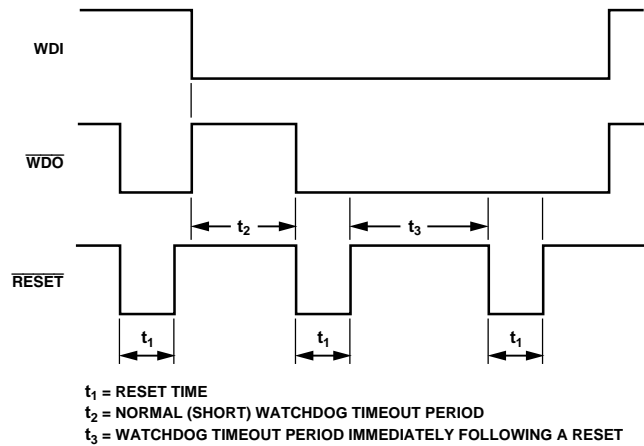 WDI
WDO
t2
t3
RESET
t1
t1
t1
t1 = RESET TIME
t2 = NORMAL (SHORT) WATCHDOG TIMEOUT PERIOD
t3 = WATCHDOG TIMEOUT PERIOD IMMEDIATELY FOLLOWING A RESET